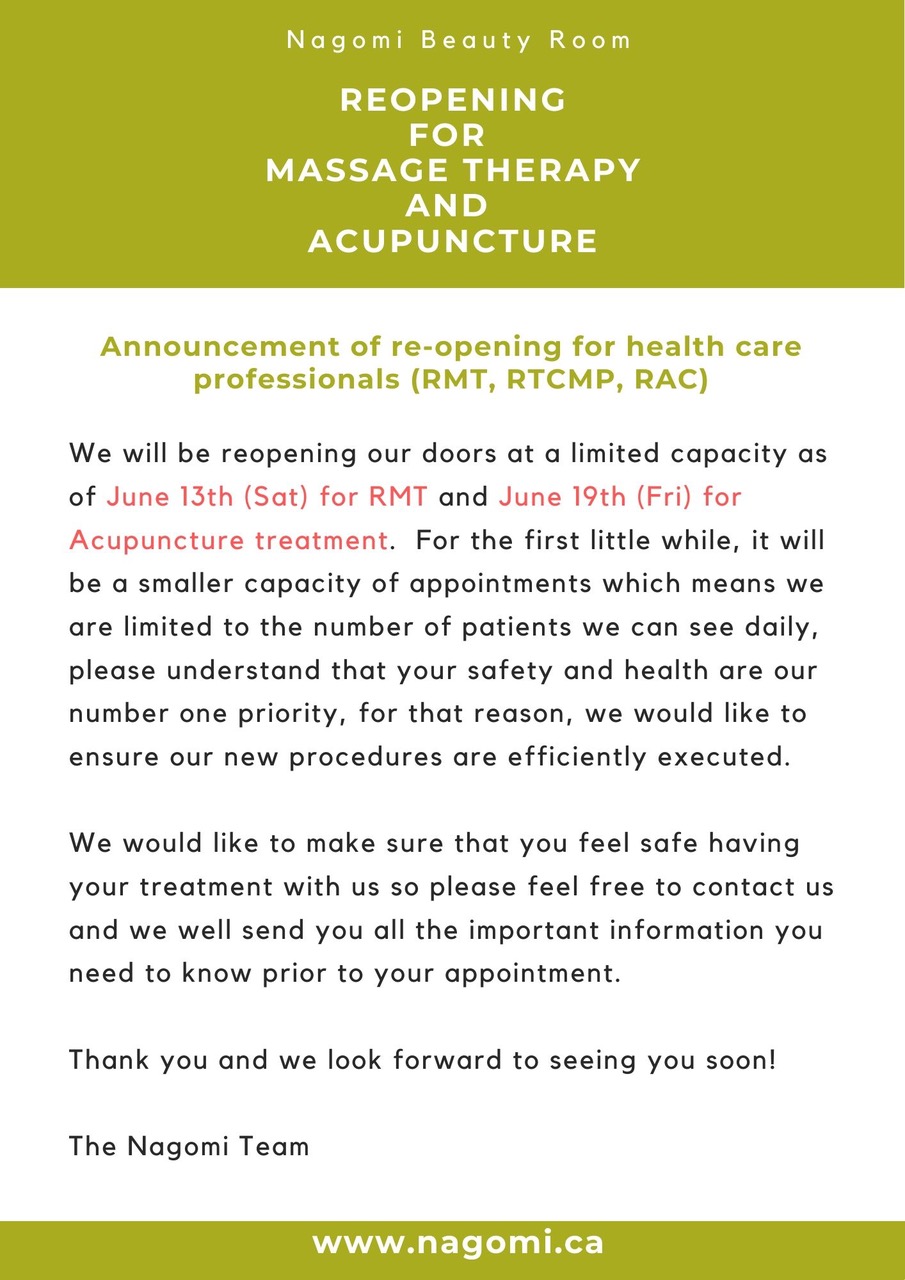 Nagomi Beauty Room
REOPENING
FOR
MASSAGE THERAPY
AND
ACUPUNCTURE
Announcement of re-opening for health care
professionals (RMT, RTCMP, RAC)
We will be reopening our doors at a limited capacity as
of June 13th (Sat) for RMT and June 19th (Fri) for
Acupuncture treatment.  For the first little while, it will
be a smaller capacity of appointments which means we
are limited to the number of patients we can see daily,
please understand that your safety and health are our
number one priority, for that reason, we would like to
ensure our new procedures are efficiently executed.
We would like to make sure that you feel safe having
your treatment with us so please feel free to contact us
and we well send you all the important information you
need to know prior to your appointment.
Thank you and we look forward to seeing you soon!
The Nagomi Team
www.nagomi.ca